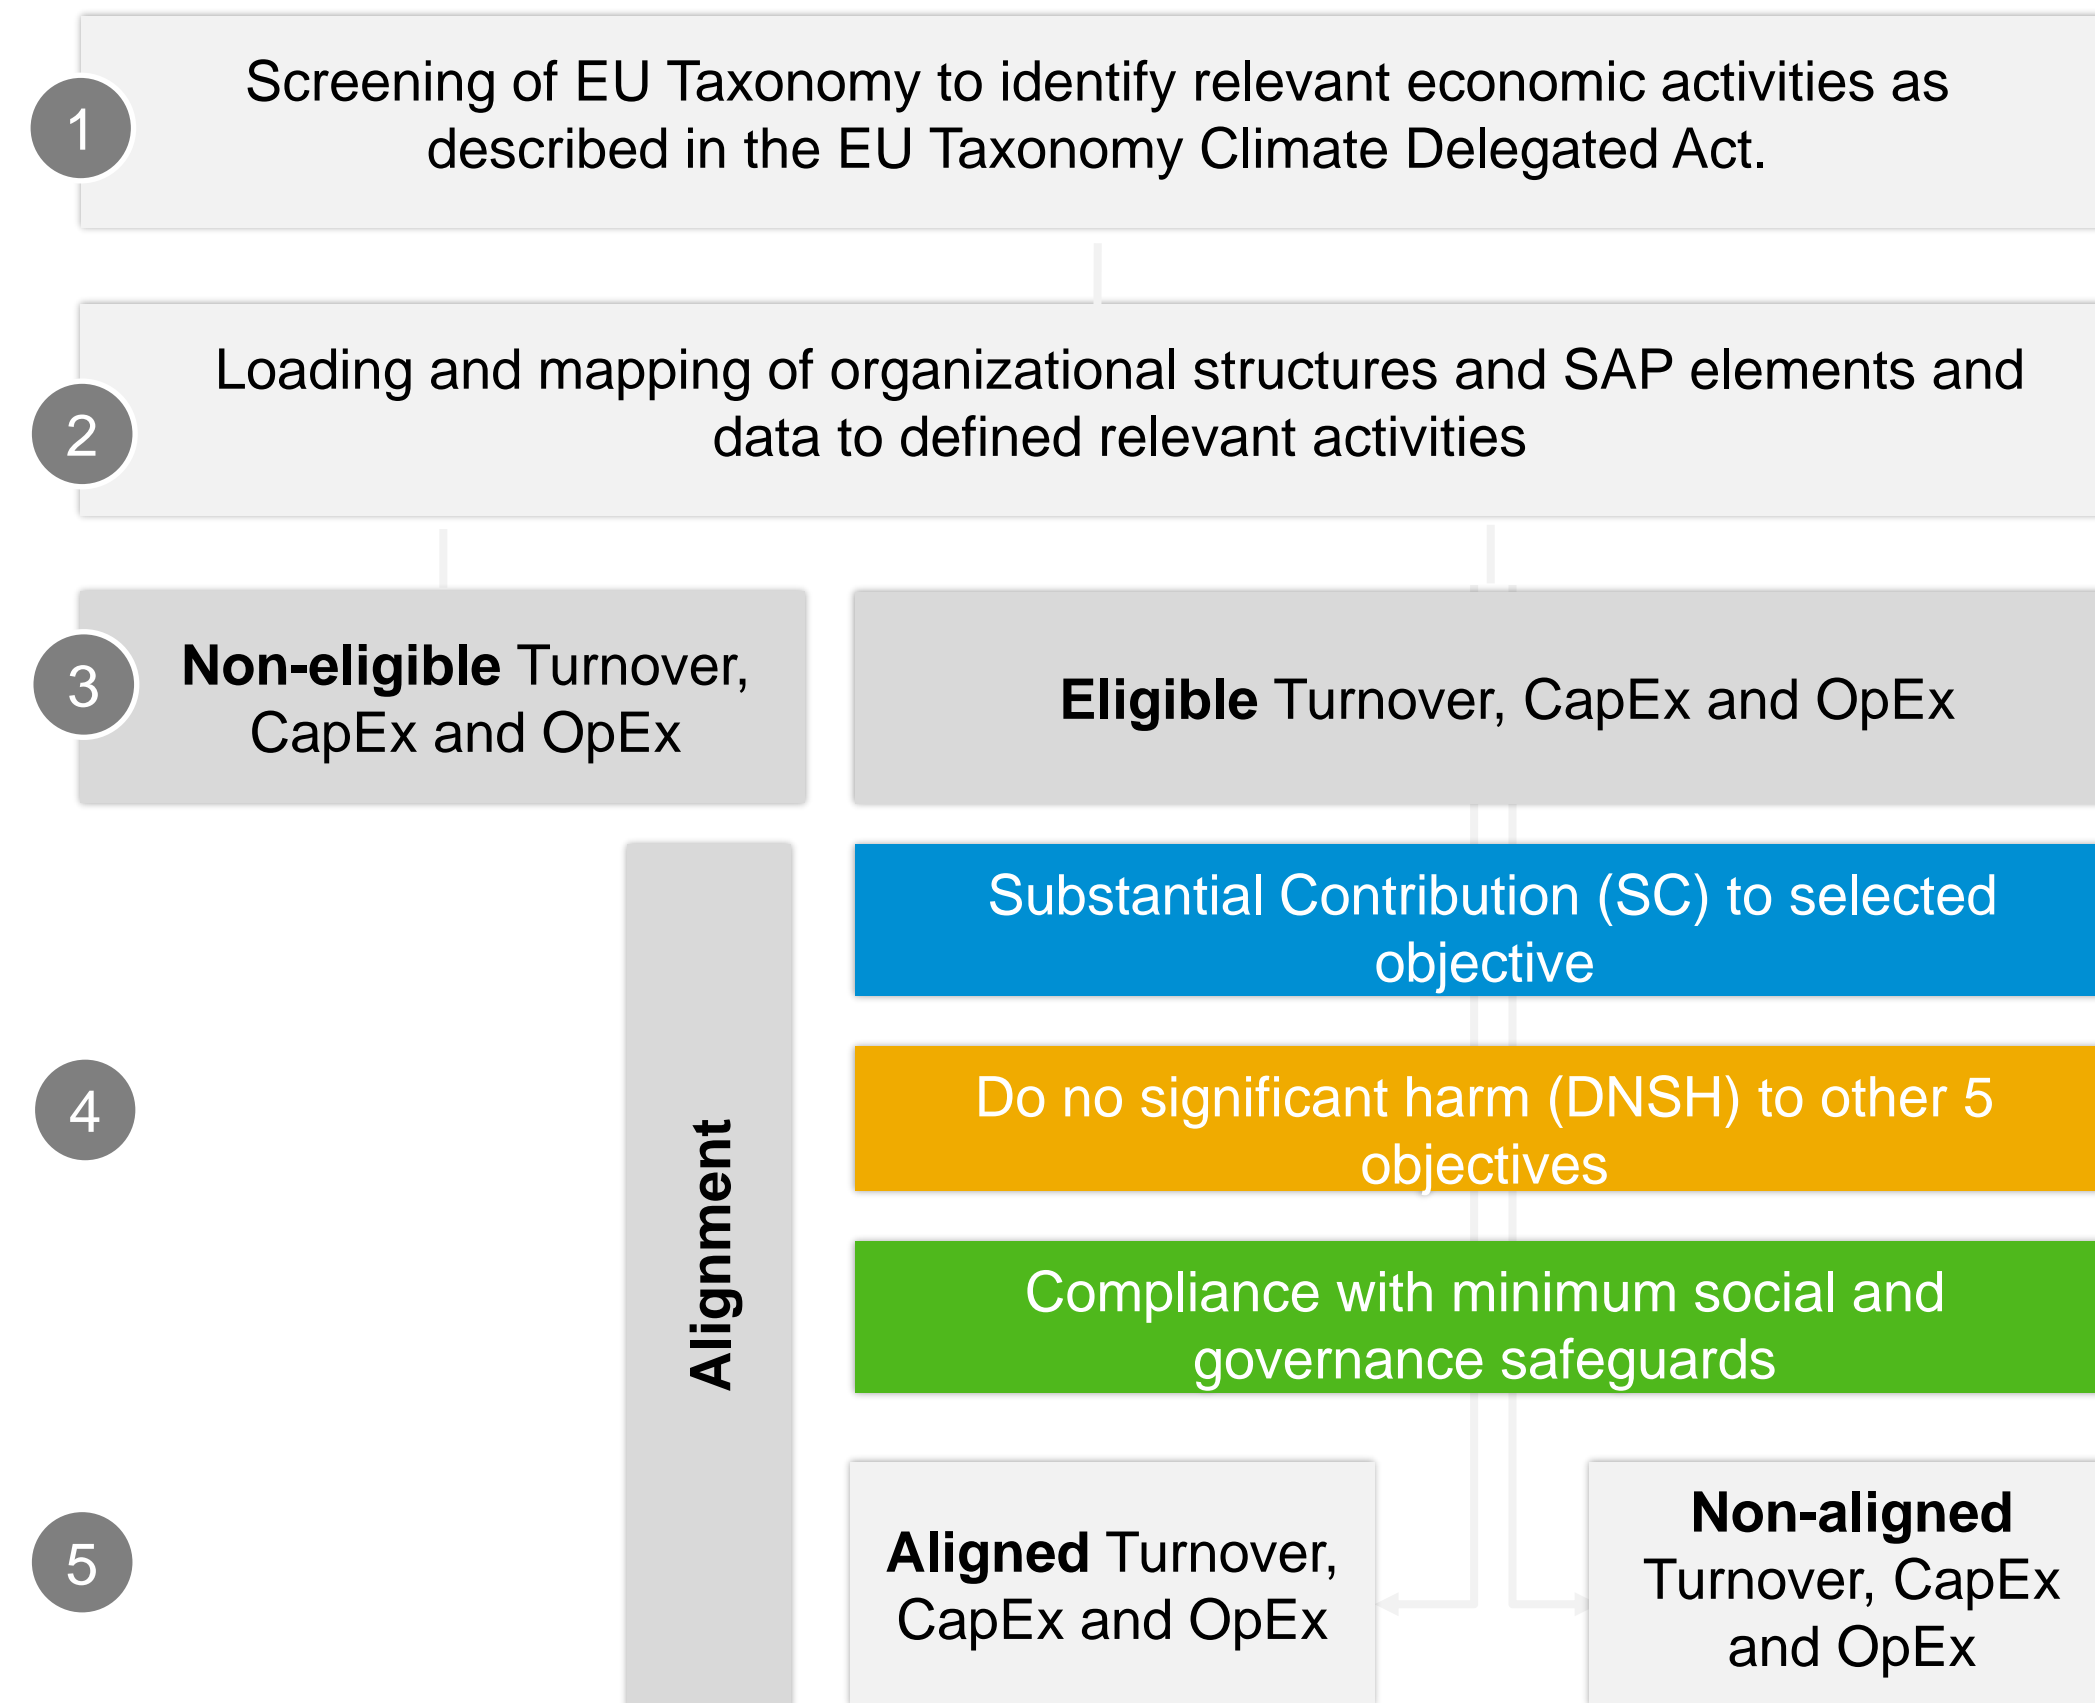 1
Screening of EU Taxonomy to identify relevant economic activities as
described in the EU Taxonomy Climate Delegated Act.
2
Loading and mapping of organizational structures and SAP elements and
data to defined relevant activities
3
Non-eligible Turnover,
CapEx and OpEx
Eligible Turnover, CapEx and OpEx
4
Alignment
Substantial Contribution (SC) to selected
objective
Do no significant harm (DNSH) to other 5
objectives
Compliance with minimum social and
governance safeguards
5
Aligned Turnover,
CapEx and OpEx
Non-aligned
Turnover, CapEx
and OpEx